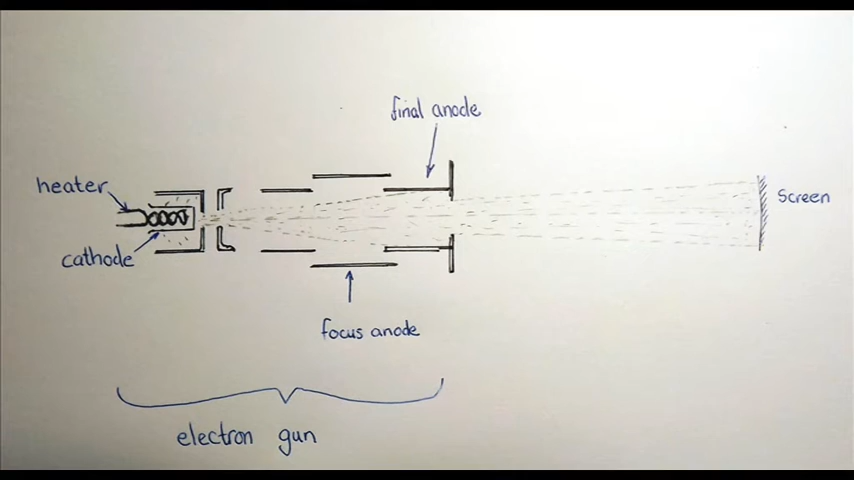 final anode
heater
Screen
cathode
focus anode
electron gun